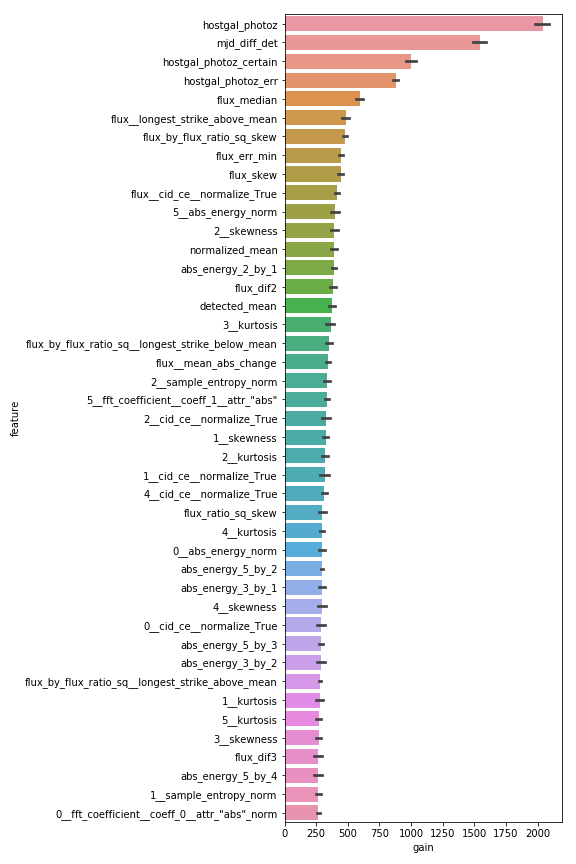 hostgal_photoz
mjd_diff_det
hostgal_photoz_certain
hostgal_photoz_err
flux_median
flux__longest_strike_above_mean
flux_by_flux_ratio_sq_skew
flux_err_min
flux_skew
flux__cid_ce__normalize_True
5__abs_energy_norm
2__skewness
normalized_mean
abs_energy_2_by_1
flux_dif2
detected_mean
3__kurtosis
flux_by_flux_ratio_sq__longest_strike_below_mean
flux__mean_abs_change
2__sample_entropy_norm
5__fft_coefficient__coeff_1__attr_"abs"
2__cid_ce__normalize_True
1__skewness
2__kurtosis
1__cid_ce__normalize_True
4__cid_ce__normalize_True
flux_ratio_sq_skew
4__kurtosis
0__abs_energy_norm
abs_energy_5_by_2
abs_energy_3_by_1
4__skewness
0__cid_ce__normalize_True
abs_energy_5_by_3
abs_energy_3_by_2
flux_by_flux_ratio_sq__longest_strike_above_mean
1__kurtosis
5__kurtosis
3__skewness
flux_dif3
abs_energy_5_by_4
1__sample_entropy_norm
0__fft_coefficient__coeff_0__attr_"abs"_norm
feature
0 250 500 750 1000 1250 1500 1750 2000
gain